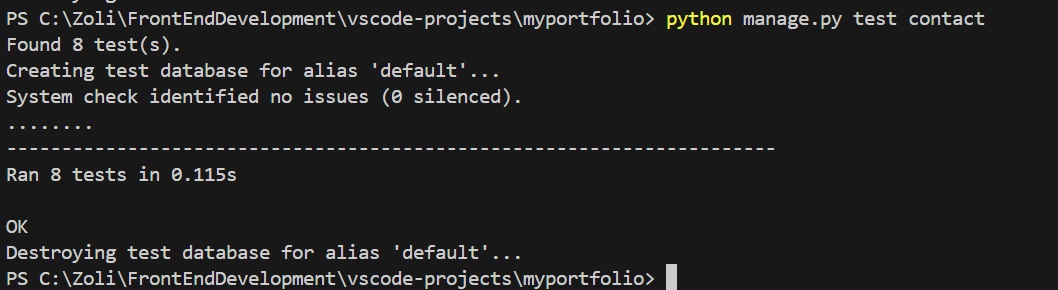 PS C:\Zoli\FrontEndDevelopment\vscode-projects\myportfolio> python manage.py test contact
Found 8 test(s).
Creating test database for alias 'default'...
System check identified no issues (0 silenced).
........
----------------------------------------------------------------------
Ran 8 tests in 0.115s

OK
Destroying test database for alias 'default'...
PS C:\Zoli\FrontEndDevelopment\vscode-projects\myportfolio>